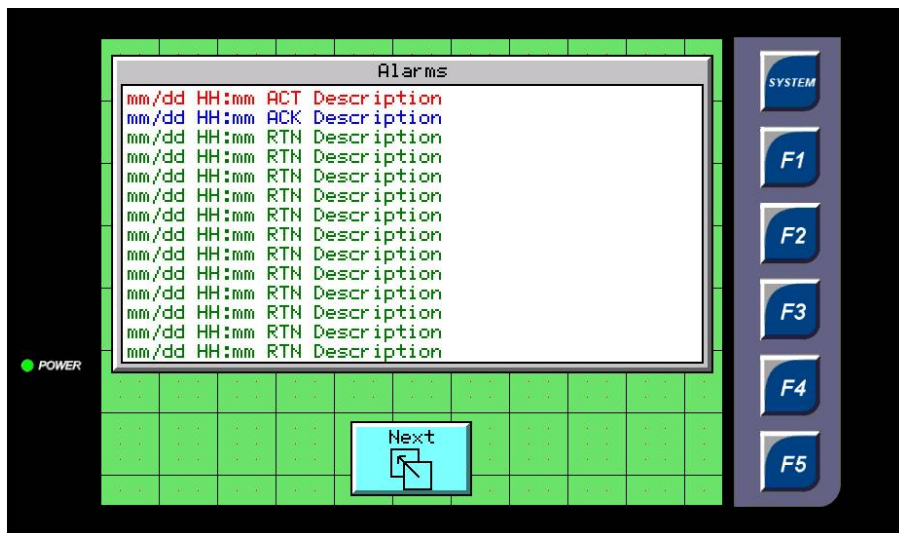 Alarms
mm/dd HH:mm ACT Description
mm/dd HH:mm ACK Description
mm/dd HH:mm RTN Description
mm/dd HH:mm RTN Description
mm/dd HH:mm RTN Description
mm/dd HH:mm RTN Description
mm/dd HH:mm RTN Description
mm/dd HH:mm RTN Description
mm/dd HH:mm RTN Description
mm/dd HH:mm RTN Description
mm/dd HH:mm RTN Description
mm/dd HH:mm RTN Description
mm/dd HH:mm RTN Description
mm/dd HH:mm RTN Description
Next
POWER
SYSTEM
F1
F2
F3
F4
F5